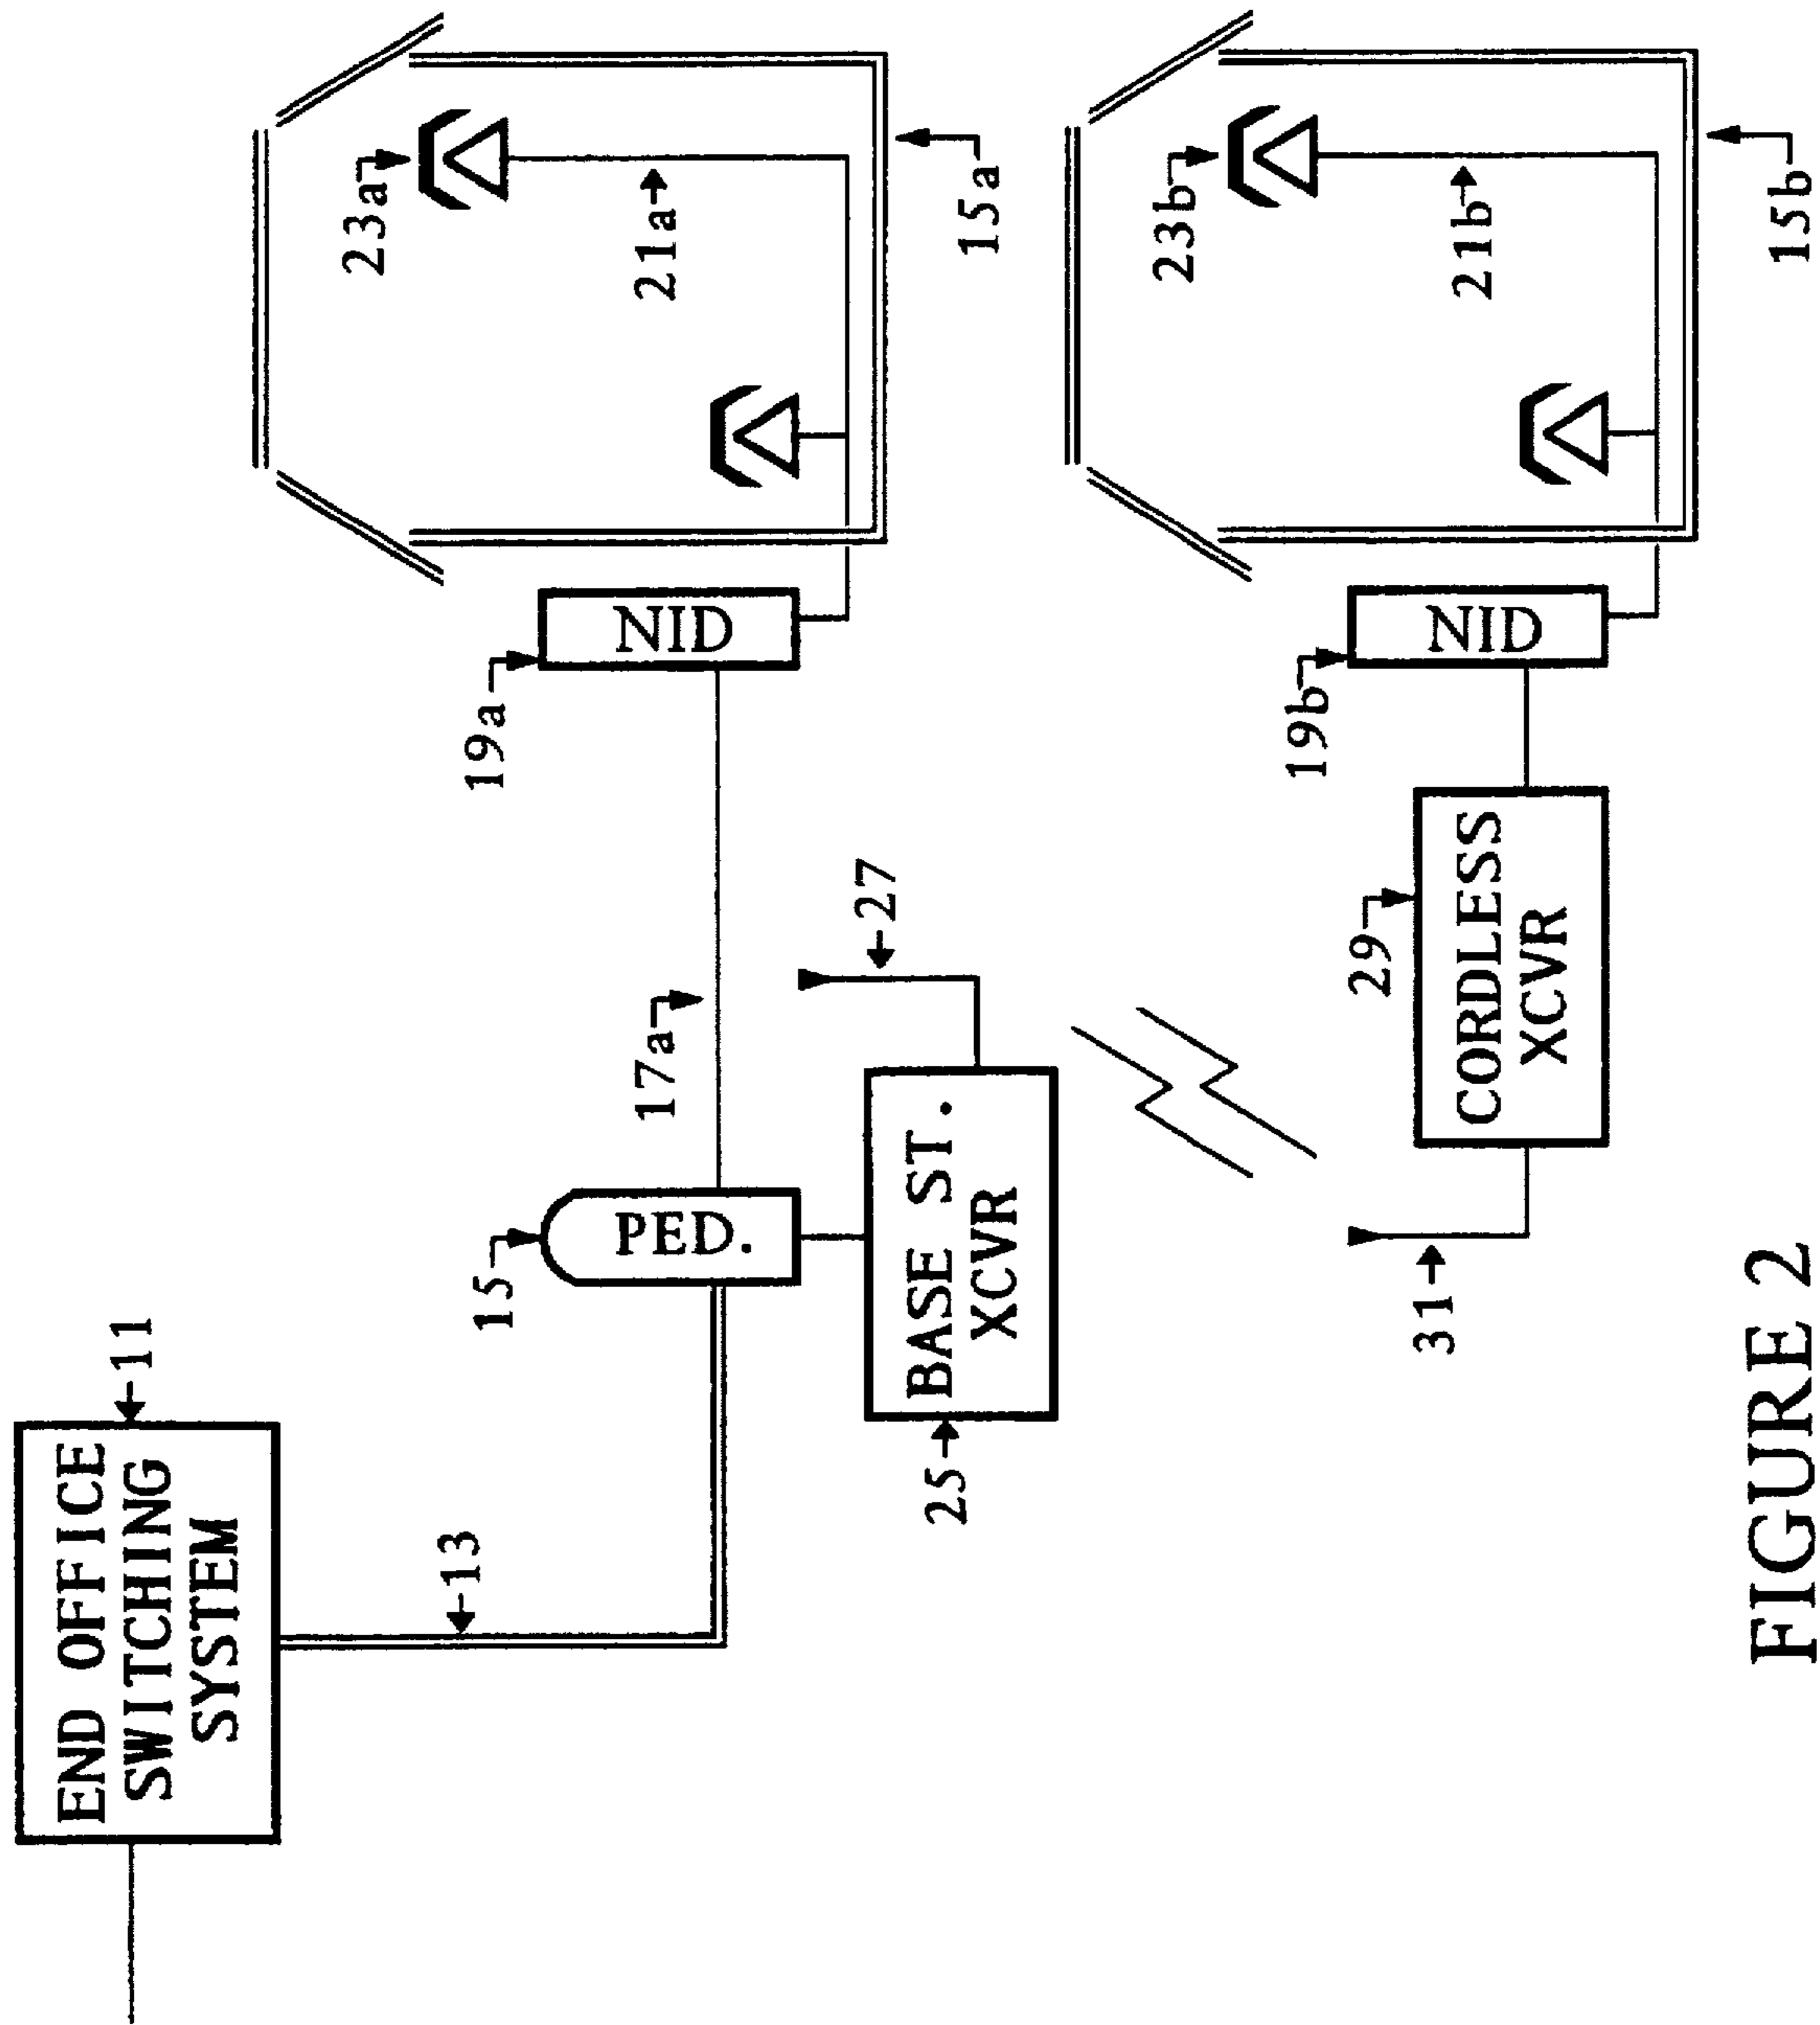 END OFFICE
SWITCHING
SYSTEM
11
13
15
PED.
17a
19a
NID
23a
21a
15a
25
BASE ST.
XCVR
27
31
29
CORDLESS
XCVR
19b
NID
23b
21b
15b
FIGURE 2